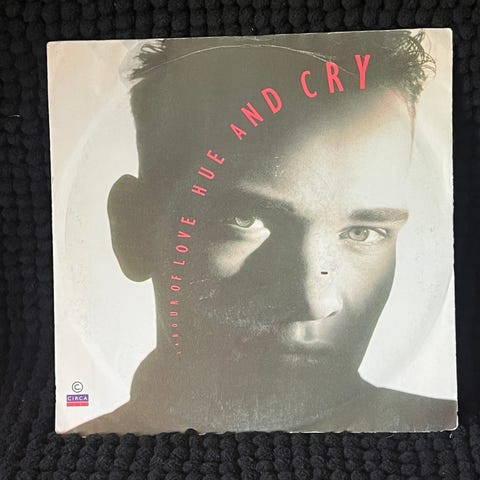 LABOUR OF LOVE HUE AND CRY
©
CIRCA